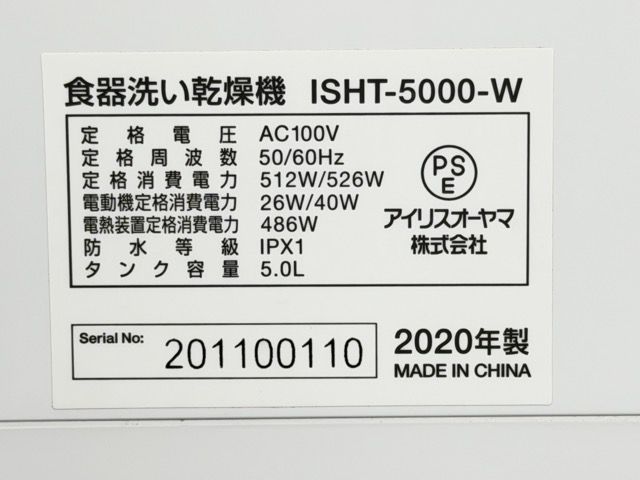 食器洗い乾燥機 ISHT-5000-W
定格電圧 AC100V
定格周波数 50/60Hz
定格消費電力 512W/526W
電動機定格消費電力 26W/40W
電熱装置定格消費電力 486W
防水等級 IPX1
タンク容量 5.0L
PS
E
アイリスオーヤマ
株式会社
Serial No: 201100110
2020年製
MADE IN CHINA